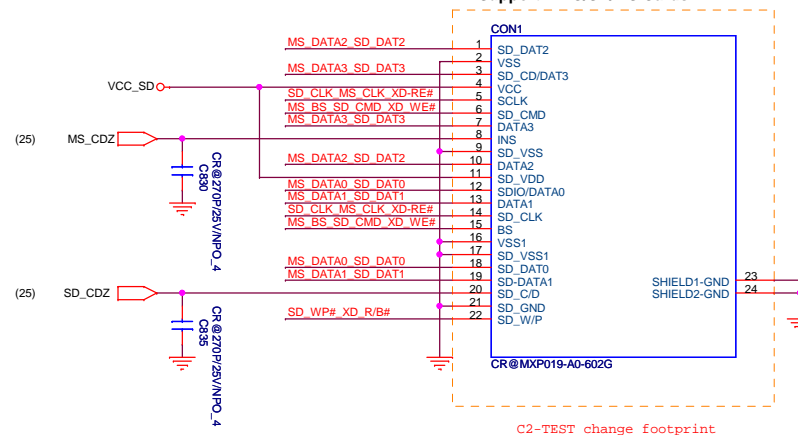 CON1
MS_DATA2_SD_DAT2 1 SD_DAT2
2 VSS
MS_DATA3_SD_DAT3 3 SD_CD/DAT3
VCC_SD 4 VCC
SD_CLK_MS_CLK_XD-RE# 5 SCLK
MS_BS_SD_CMD_XD_WE# 6 SD_CMD
MS_DATA3_SD_DAT3 7 DATA3
(25) MS_CDZ 8 INS
9 SD_VSS
MS_DATA2_SD_DAT2 10 DATA2
11 SD_VDD
MS_DATA0_SD_DAT0 12 SDIO/DATA0
MS_DATA1_SD_DAT1 13 DATA1
SD_CLK_MS_CLK_XD-RE# 14 SD_CLK
MS_BS_SD_CMD_XD_WE# 15 BS
16 VSS1
17 SD_VSS1
MS_DATA0_SD_DAT0 18 SD_DAT0
MS_DATA1_SD_DAT1 19 SD-DATA1
(25) SD_CDZ 20 SD_C/D
21 SD_GND
SD_WP#_XD_R/B# 22 SD_W/P
SHIELD1-GND 23
SHIELD2-GND 24
C830
CR@270P/25V/NPO_4
C835
CR@270P/25V/NPO_4
CR@MXP019-A0-602G
C2-TEST change footprint